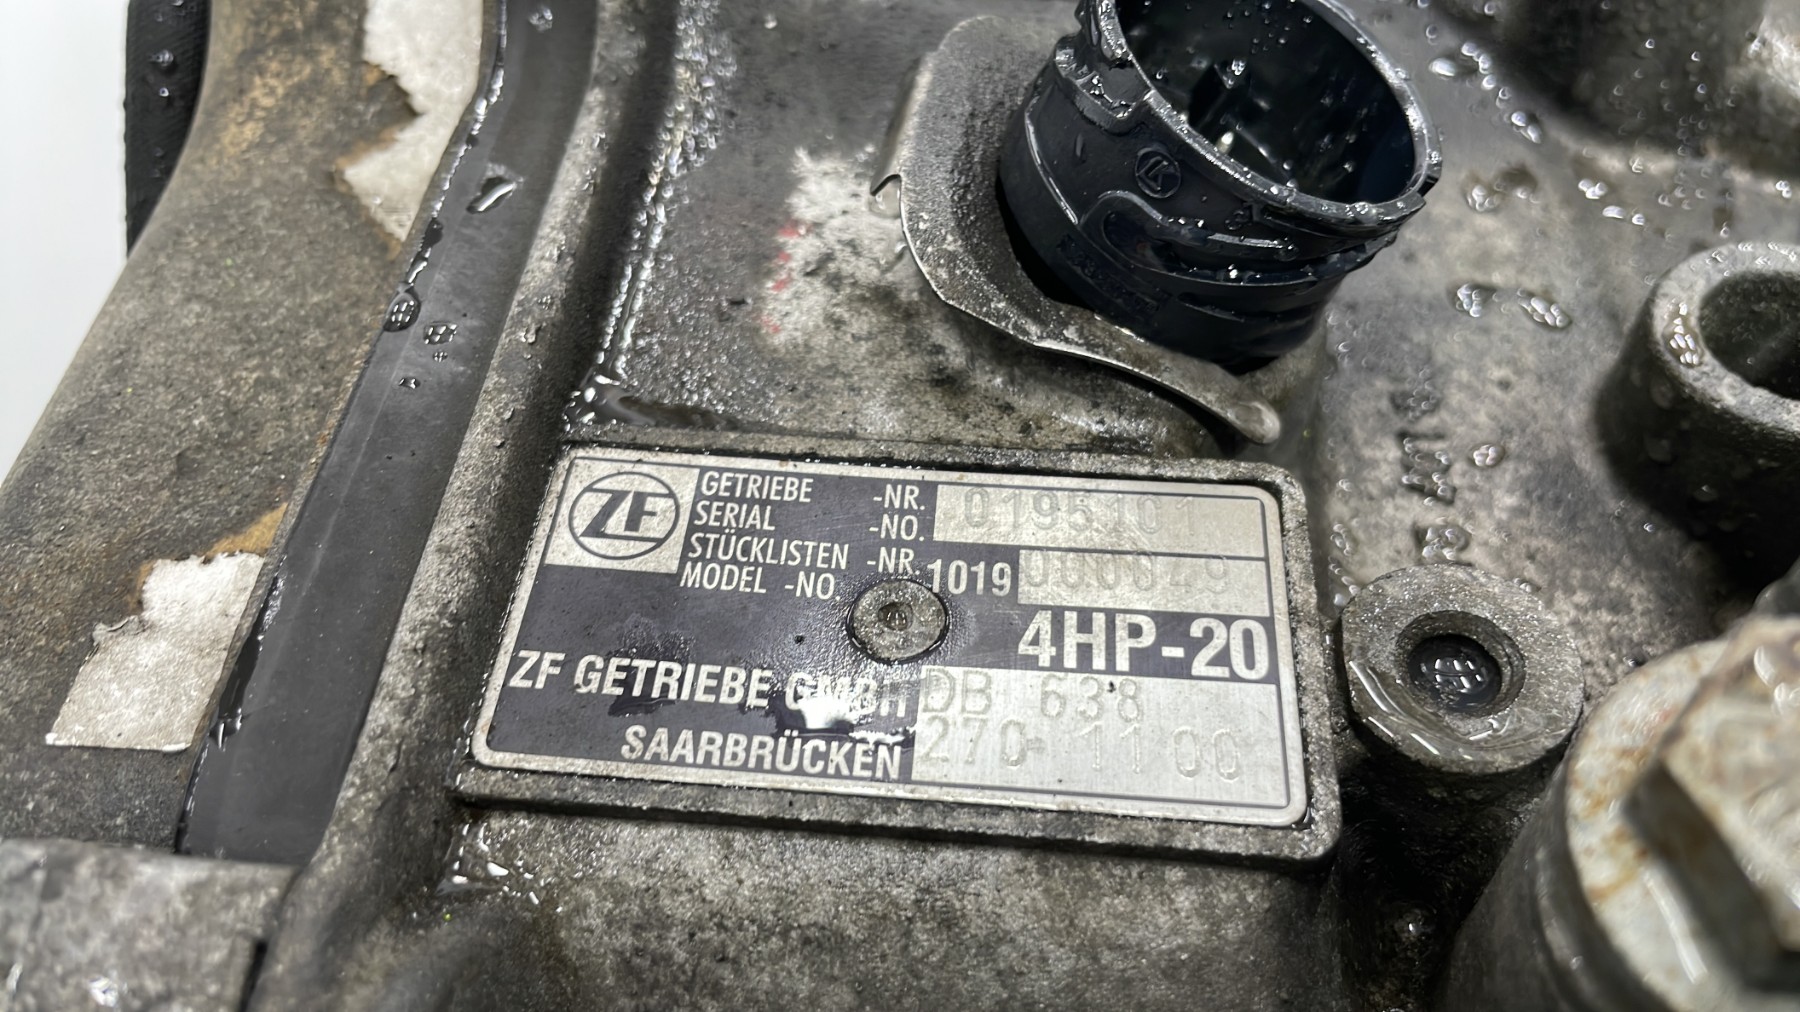 ZF
GETRIEBE -NR. 0195101
SERIAL -NO.
STÜCKLISTEN -NR. 1019 000049
MODEL -NO.
4HP-20
ZF GETRIEBE GMBH DB 638
SAARBRÜCKEN 270 1100